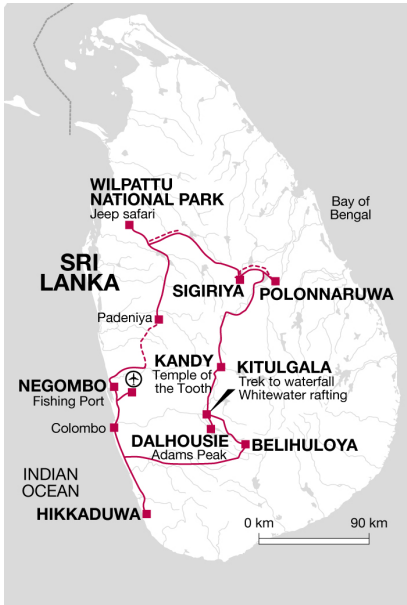 WILPATTU
NATIONAL PARK
Jeep safari
Bay of
Bengal
SRI
LANKA
SIGIRIYA
POLONNARUWA
Padeniya
KANDY
Temple of
the Tooth
KITULGALA
Trek to waterfall
Whitewater rafting
NEGOMBO
Fishing Port
Colombo
DALHOUSIE
Adams Peak
BELIHULOYA
INDIAN
OCEAN
HIKKADUWA
0 km
90 km